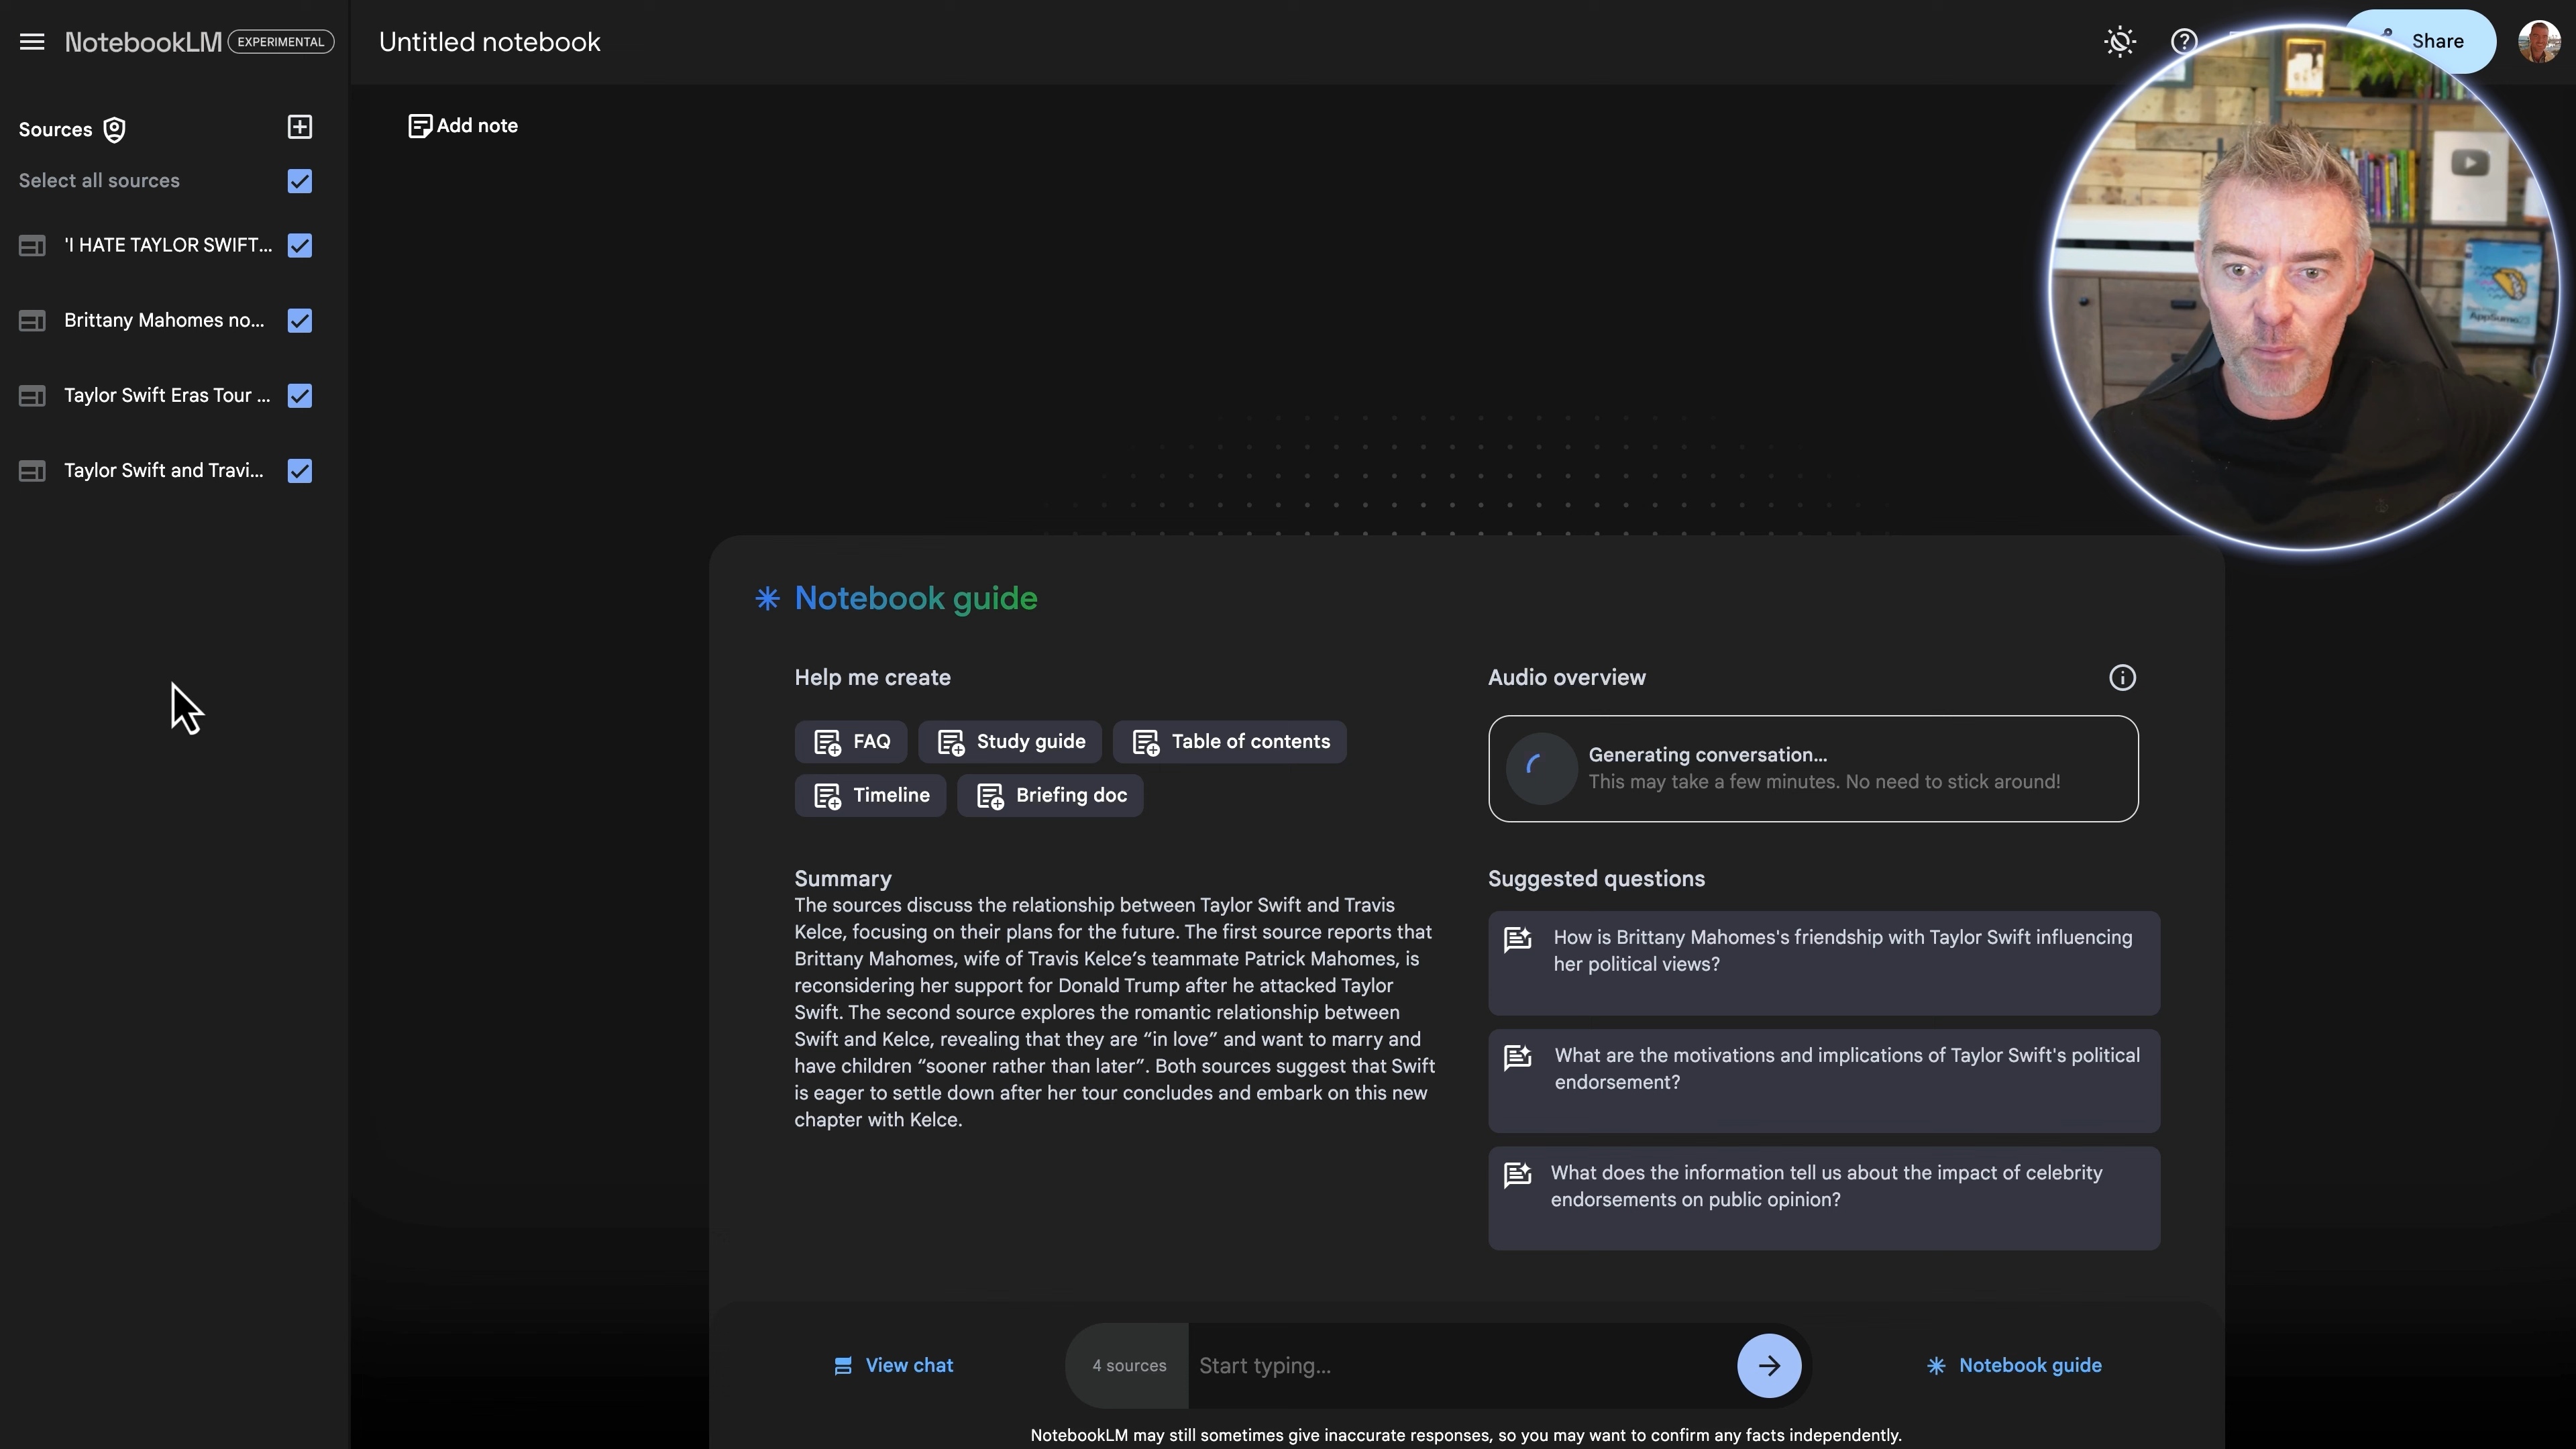 NotebookLM EXPERIMENTAL
Untitled notebook
Share
Sources
Select all sources
'I HATE TAYLOR SWIFT...
Brittany Mahomes no...
Taylor Swift Eras Tour ...
Taylor Swift and Travi...
Add note
Notebook guide
Help me create
FAQ
Study guide
Table of contents
Timeline
Briefing doc
Audio overview
Generating conversation...
This may take a few minutes. No need to stick around!
Summary
The sources discuss the relationship between Taylor Swift and Travis
Kelce, focusing on their plans for the future. The first source reports that
Brittany Mahomes, wife of Travis Kelce's teammate Patrick Mahomes, is
reconsidering her support for Donald Trump after he attacked Taylor
Swift. The second source explores the romantic relationship between
Swift and Kelce, revealing that they are “in love” and want to marry and
have children “sooner rather than later”. Both sources suggest that Swift
is eager to settle down after her tour concludes and embark on this new
chapter with Kelce.
Suggested questions
How is Brittany Mahomes's friendship with Taylor Swift influencing
her political views?
What are the motivations and implications of Taylor Swift's political
endorsement?
What does the information tell us about the impact of celebrity
endorsements on public opinion?
View chat
4 sources
Start typing...
Notebook guide
NotebookLM may still sometimes give inaccurate responses, so you may want to confirm any facts independently.
AppSumo